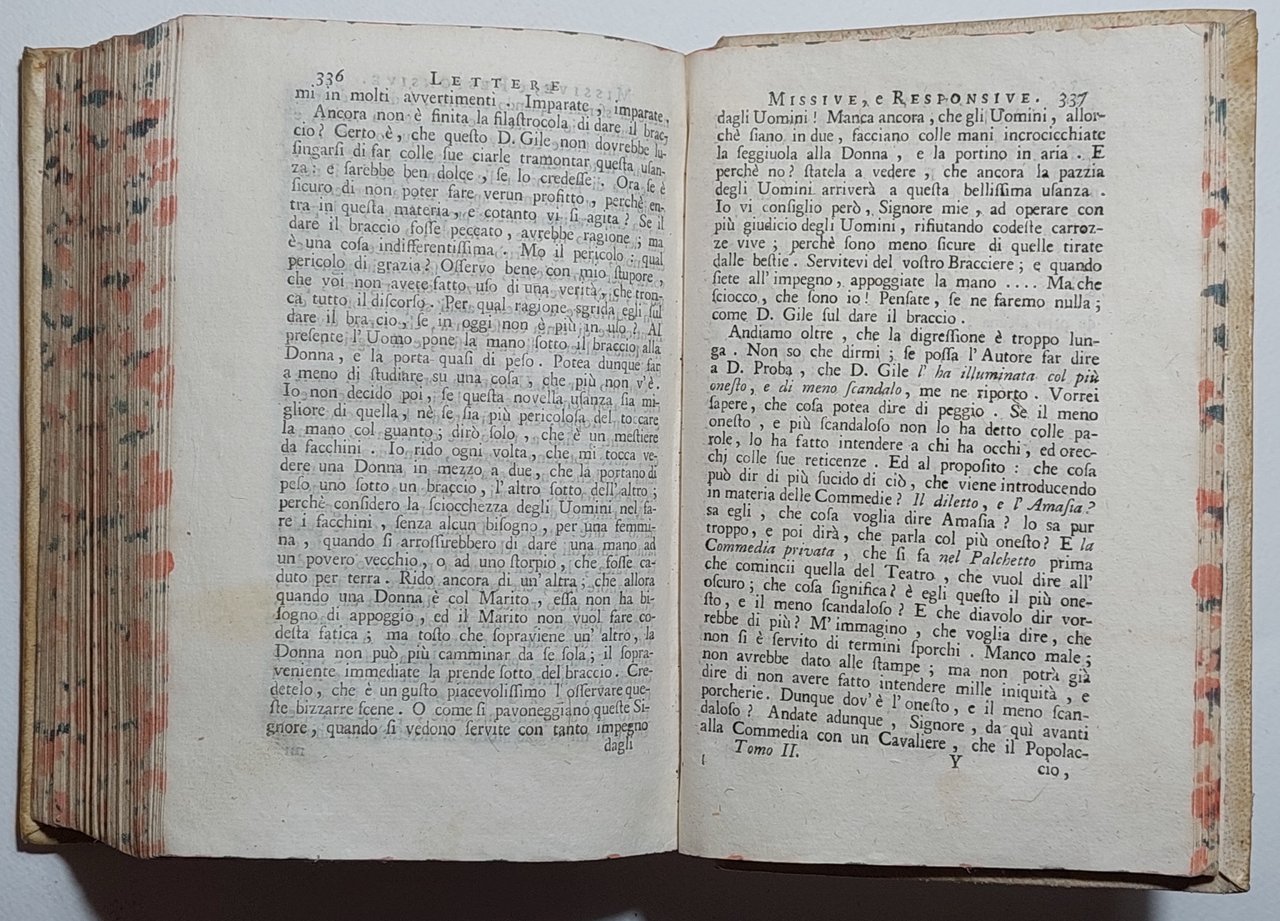 336 LETTERE
mi in molti avvertimenti. Imparate, imparate,
Ancora non è finita la filaſtrocola di dare il brac-
cio? Certo è, che queſto D. Gile non dovrebbe lu-
ſingarſi di far colle ſue ciarle tramontar queſta uſan-
za: e ſarebbe ben dolce, ſe lo credeſſe. Ora ſe è
ſicuro di non poter fare verun profitto, perchè en-
tra in queſta materia, e cotanto vi ſi agita? Se il
dare il braccio foſſe peccato, avrebbe ragione; ma
è una coſa indifferentiſſima. Mo il pericolo: qual
pericolo di grazia? Oſſervo bene con mio ſtupore,
che voi non avete fatto uſo di una verità, che tron-
ca tutto il diſcorſo. Per qual ragione sgrida egli ſul
dare il bra cio, ſe in oggi non è più in uſo? Al
preſente l'Uomo pone la mano ſotto il braccio alla
Donna, e la porta quaſi di peſo. Potea dunque far
a meno di ſtudiare su una coſa, che più non v'è.
Io non decido poi, ſe queſta novella uſanza ſia mi-
gliore di quella, nè ſe ſia più pericoloſa del toccare
la mano col guanto; dirò ſolo, che è un meſtiere
da facchini. Io rido ogni volta, che mi tocca ve-
dere una Donna in mezzo a due, che la portano di
peſo uno ſotto un braccio, l'altro ſotto dell'altro;
perchè conſidero la ſciocchezza degli Uomini nel fa-
re i facchini, ſenza alcun biſogno, per una femmi-
na, quando ſi arroſſirebbero di dare una mano ad
un povero vecchio, o ad uno ſtorpio, che foſſe ca-
duto per terra. Rido ancora di un'altra; che allora
quando una Donna è col Marito, eſſa non ha bi-
ſogno di appoggio, ed il Marito non vuol fare co-
deſta fatica; ma toſto che ſopraviene un'altro, la
Donna non può più camminar da ſe ſola; il ſopra-
veniente immediate la prende ſotto del braccio. Cre-
detelo, che è un guſto piacevoliſſimo l'oſſervare que-
ſte bizzarre ſcene. O come ſi pavoneggiano queſte Si-
gnore, quando ſi vedono ſervite con tanto impegno
dagli
MISSIVE, e RESPONSIVE. 337
dagli Uomini! Manca ancora, che gli Uomini, allor-
chè ſiano in due, facciano colle mani incrocicchiate
la ſeggiuola alla Donna, e la portino in aria. E
perchè no? ſtatela a vedere, che ancora la pazzia
degli Uomini arriverà a queſta belliſſima uſanza.
Io vi conſiglio però, Signore mie, ad operare con
più giudicio degli Uomini, rifiutando codeſte carroz-
ze vive; perchè ſono meno ſicure di quelle tirate
dalle beſtie. Servitevi del voſtro Bracciere; e quando
ſiete all'impegno, appoggiate la mano .... Ma che
ſciocco, che ſono io! Penſate, ſe ne faremo nulla;
come D. Gile ſul dare il braccio.
Andiamo oltre, che la digreſſione è troppo lun-
ga. Non so che dirmi; ſe poſſa l'Autore far dire
a D. Proba, che D. Gile l'ha illuminata col più
oneſto, e di meno ſcandalo, me ne riporto. Vorrei
ſapere, che coſa potea dire di peggio. Se il meno
oneſto, e più ſcandaloſo non lo ha detto colle pa-
role, lo ha fatto intendere a chi ha occhi, ed orec-
chj colle ſue reticenze. Ed al propoſito: che coſa
può dir di più ſucido di ciò, che viene introducendo
in materia delle Commedie? Il diletto, e l'Amaſia?
sa egli, che coſa voglia dire Amaſia? lo sa pur
troppo, e poi dirà, che parla col più oneſto? E la
Commedia privata, che ſi fa nel Palchetto prima
che comincii quella del Teatro, che vuol dire all'
oſcuro; che coſa ſignifica? è egli queſto il più one-
ſto, e il meno ſcandaloſo? E che diavolo dir vor-
rebbe di più? M'immagino, che voglia dire, che
non ſi è ſervito di termini ſporchi. Manco male;
non avrebbe dato alle ſtampe; ma non potrà già
dire di non avere fatto intendere mille iniquità, e
porcherie. Dunque dov'è l'oneſto, e il meno ſcan-
daloſo? Andate adunque, Signore, da quì avanti
alla Commedia con un Cavaliere, che il Popolac-
Tomo II. Y cio,